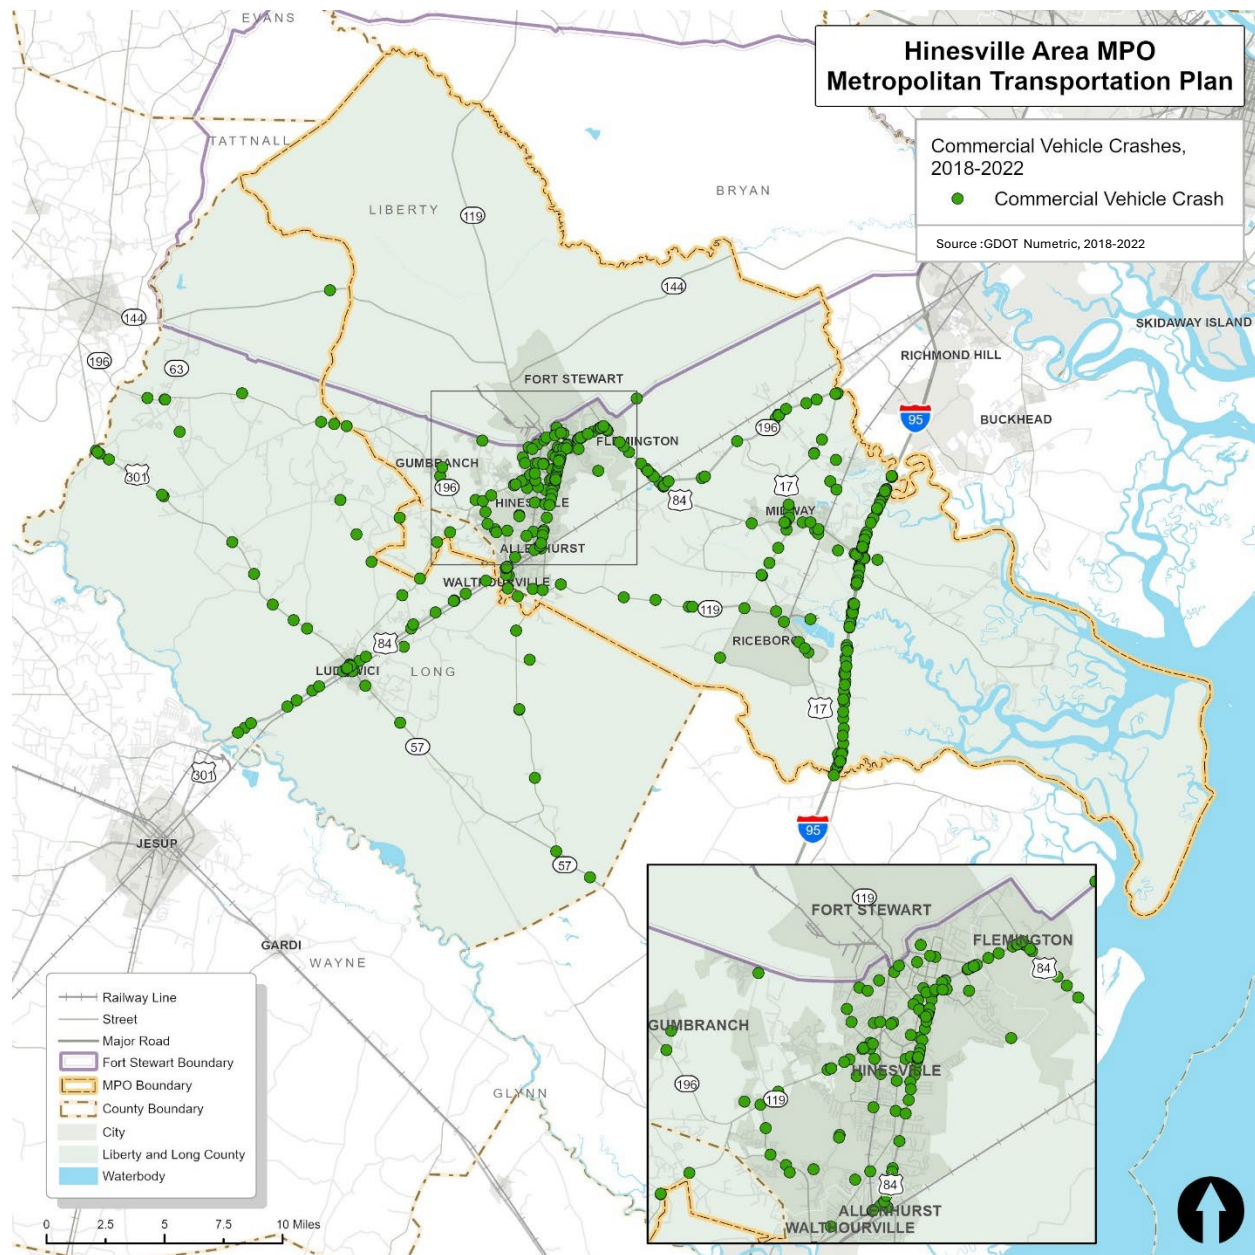 Hinesville Area MPO
Metropolitan Transportation Plan
Commercial Vehicle Crashes,
2018-2022
Commercial Vehicle Crash
Source :GDOT Numetric, 2018-2022
EVANS
TATTNALL
LIBERTY
119
BRYAN
144
144
SKIDAWAY ISLAND
196
63
RICHMOND HILL
FORT STEWART
95
BUCKHEAD
196
FLEMINGTON
GUMBRANCH
301
196
17
84
HINESVILLE
MIDWAY
ALLENHURST
WALTHOURVILLE
119
84
RICEBORO
LUDOWICI
LONG
17
57
301
95
JESUP
57
GARDI
WAYNE
GLYNN
119
FORT STEWART
FLEMINGTON
84
GUMBRANCH
HINESVILLE
196
119
84
ALLENHURST
WALTHOURVILLE
Railway Line
Street
Major Road
Fort Stewart Boundary
MPO Boundary
County Boundary
City
Liberty and Long County
Waterbody
0 2.5 5 7.5 10 Miles